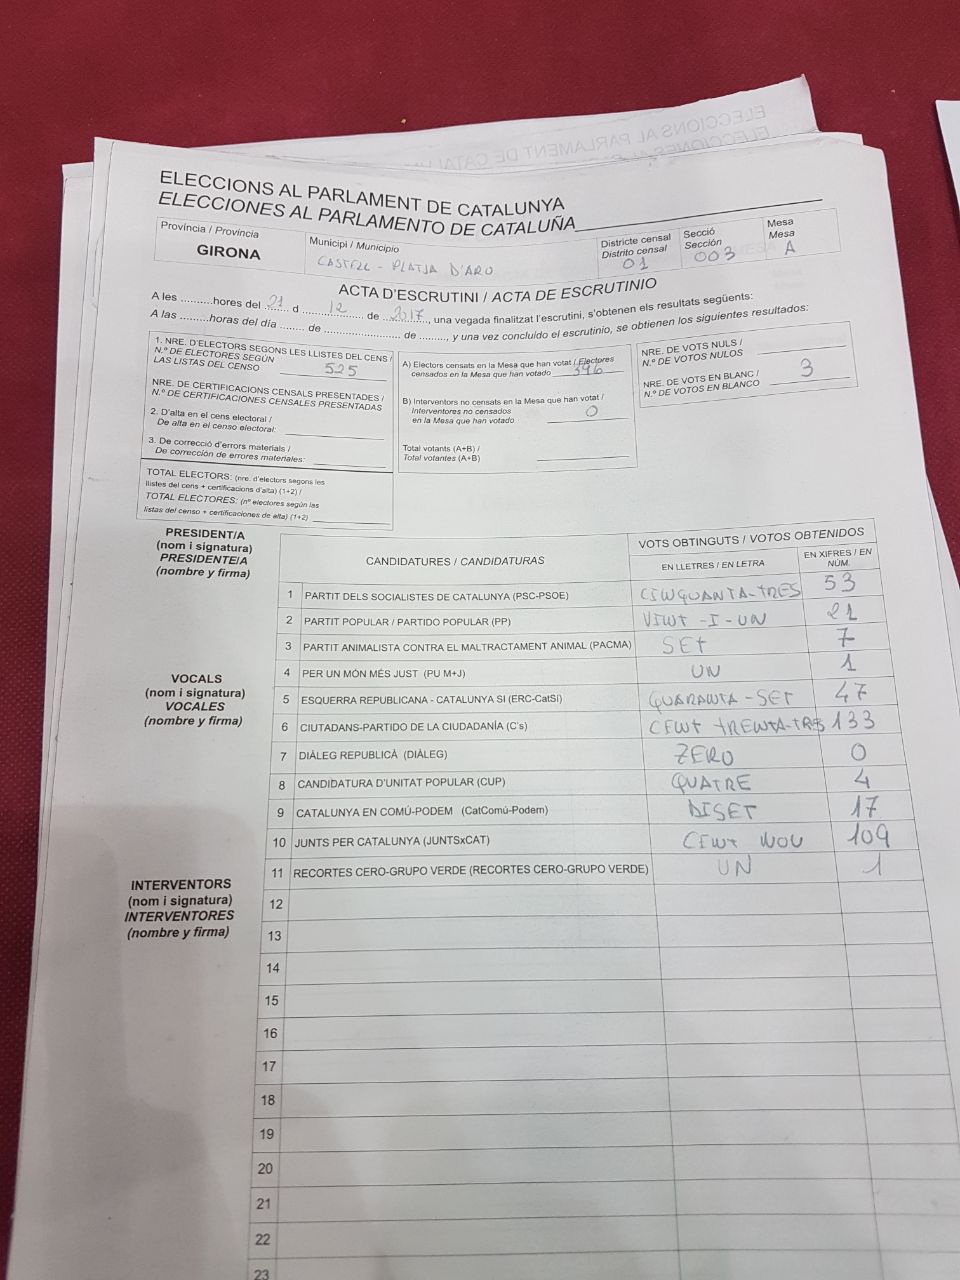 ELECCIONS AL PARLAMENT DE CATALUNYA
ELECCIONES AL PARLAMENTO DE CATALUÑA
Província / Provincia
GIRONA
Municipi / Municipio
CASTELL - PLATJA D'ARO
Districte censal
Distrito censal
01
Secció
Sección
003
Mesa
Mesa
A
ACTA D'ESCRUTINI / ACTA DE ESCRUTINIO
A les ..........hores del 21 d 12 de 2017, una vegada finalitzat l'escrutini, s'obtenen els resultats següents:
A las .........horas del día ........ de ........................ de ........., y una vez concluido el escrutinio, se obtienen los siguientes resultados:
1. NRE. D'ELECTORS SEGONS LES LLISTES DEL CENS /
N.º DE ELECTORES SEGÚN
LAS LISTAS DEL CENSO 525
NRE. DE CERTIFICACIONS CENSALS PRESENTADES /
N.º DE CERTIFICACIONES CENSALES PRESENTADAS
2. D'alta en el cens electoral /
De alta en el censo electoral:
3. De correcció d'errors materials /
De corrección de errores materiales:
TOTAL ELECTORS: (nre. d'electors segons les
llistes del cens + certificacions d'alta) (1+2) /
TOTAL ELECTORES: (nº electores según las
listas del censo + certificaciones de alta) (1+2)
A) Electors censats en la Mesa que han votat / Electores
censados en la Mesa que han votado 396
B) Interventors no censats en la Mesa que han votat /
Interventores no censados
en la Mesa que han votado 0
Total votants (A+B) /
Total votantes (A+B)
NRE. DE VOTS NULS /
N.º DE VOTOS NULOS
NRE. DE VOTS EN BLANC /
N.º DE VOTOS EN BLANCO 3
PRESIDENT/A
(nom i signatura)
PRESIDENTE/A
(nombre y firma)
VOCALS
(nom i signatura)
VOCALES
(nombre y firma)
INTERVENTORS
(nom i signatura)
INTERVENTORES
(nombre y firma)
CANDIDATURES / CANDIDATURAS
VOTS OBTINGUTS / VOTOS OBTENIDOS
EN LLETRES / EN LETRA
EN XIFRES / EN
NÚM.
1 PARTIT DELS SOCIALISTES DE CATALUNYA (PSC-PSOE) CINQUANTA-TRES 53
2 PARTIT POPULAR / PARTIDO POPULAR (PP) VINT-I-UN 21
3 PARTIT ANIMALISTA CONTRA EL MALTRACTAMENT ANIMAL (PACMA) SET 7
4 PER UN MÓN MÉS JUST (PU M+J) UN 1
5 ESQUERRA REPUBLICANA - CATALUNYA SI (ERC-CatSí) QUARANTA-SET 47
6 CIUTADANS-PARTIDO DE LA CIUDADANÍA (C's) CENT TRENTA-TRES 133
7 DIÀLEG REPUBLICÀ (DIÀLEG) ZERO 0
8 CANDIDATURA D'UNITAT POPULAR (CUP) QUATRE 4
9 CATALUNYA EN COMÚ-PODEM (CatComú-Podem) DISET 17
10 JUNTS PER CATALUNYA (JUNTSxCAT) CENT NOU 109
11 RECORTES CERO-GRUPO VERDE (RECORTES CERO-GRUPO VERDE) UN 1
12
13
14
15
16
17
18
19
20
21
22
23